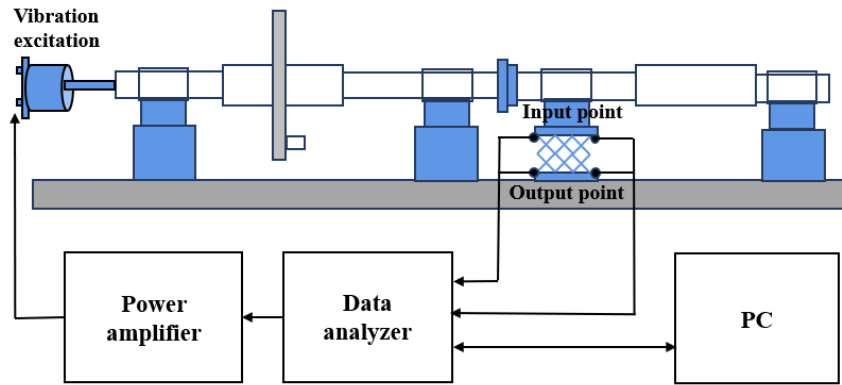 Vibration
excitation
Input point
Output point
Power
amplifier
Data
analyzer
PC